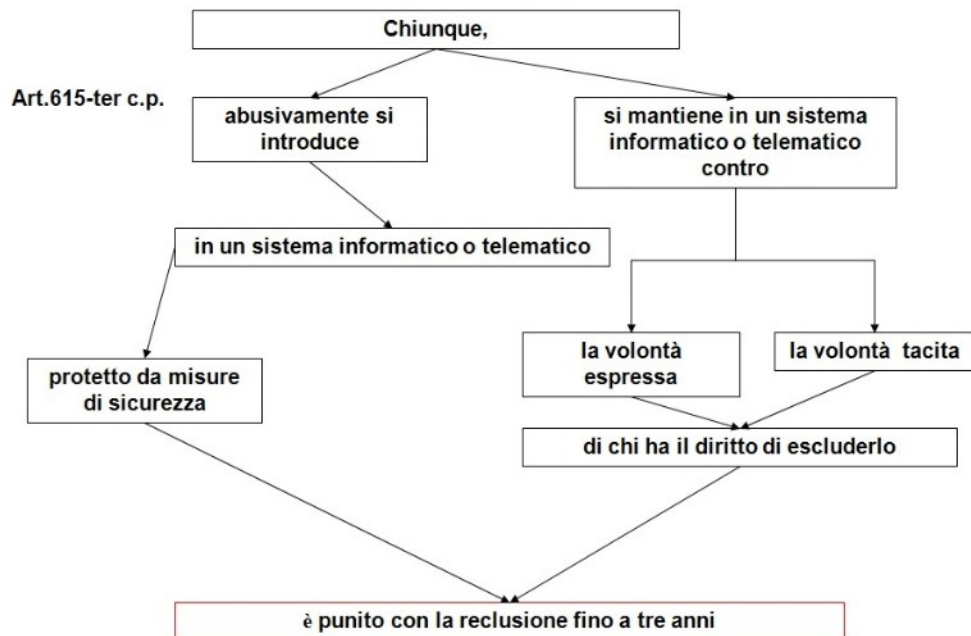 Chiunque,
Art.615-ter c.p.
abusivamente si
introduce
si mantiene in un sistema
informatico o telematico
contro
in un sistema informatico o telematico
la volontà
espressa
la volontà tacita
protetto da misure
di sicurezza
di chi ha il diritto di escluderlo
è punito con la reclusione fino a tre anni